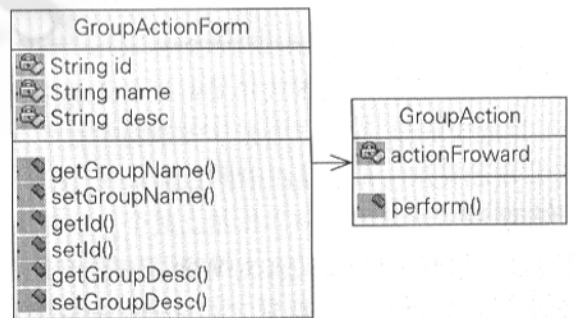 GroupActionForm
String id
String name
String desc
getGroupName()
setGroupName()
getId()
setId()
getGroupDesc()
setGroupDesc()
GroupAction
actionFroward
perform()